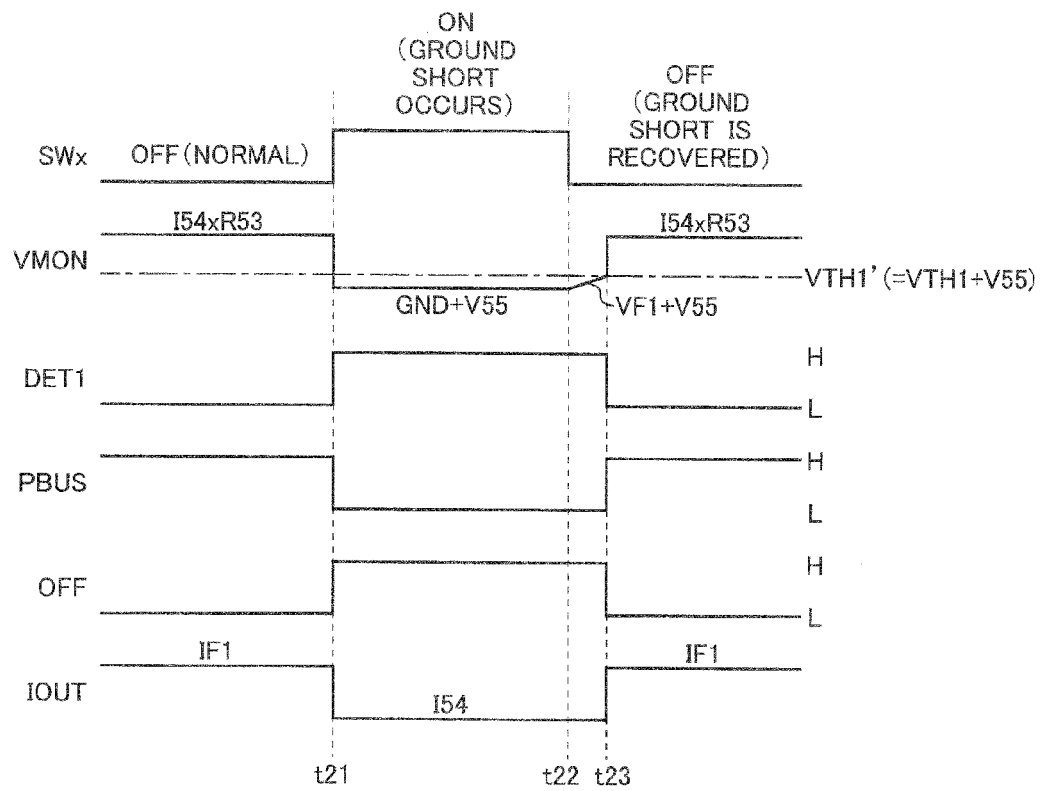 ON
(GROUND
SHORT
OCCURS)
OFF
(GROUND
SHORT IS
RECOVERED)
SWx
OFF(NORMAL)
I54xR53
I54xR53
VMON
VTH1'(=VTH1+V55)
GND+V55
VF1+V55
DET1
H
L
PBUS
H
L
OFF
H
L
IF1
IF1
IOUT
I54
t21
t22
t23